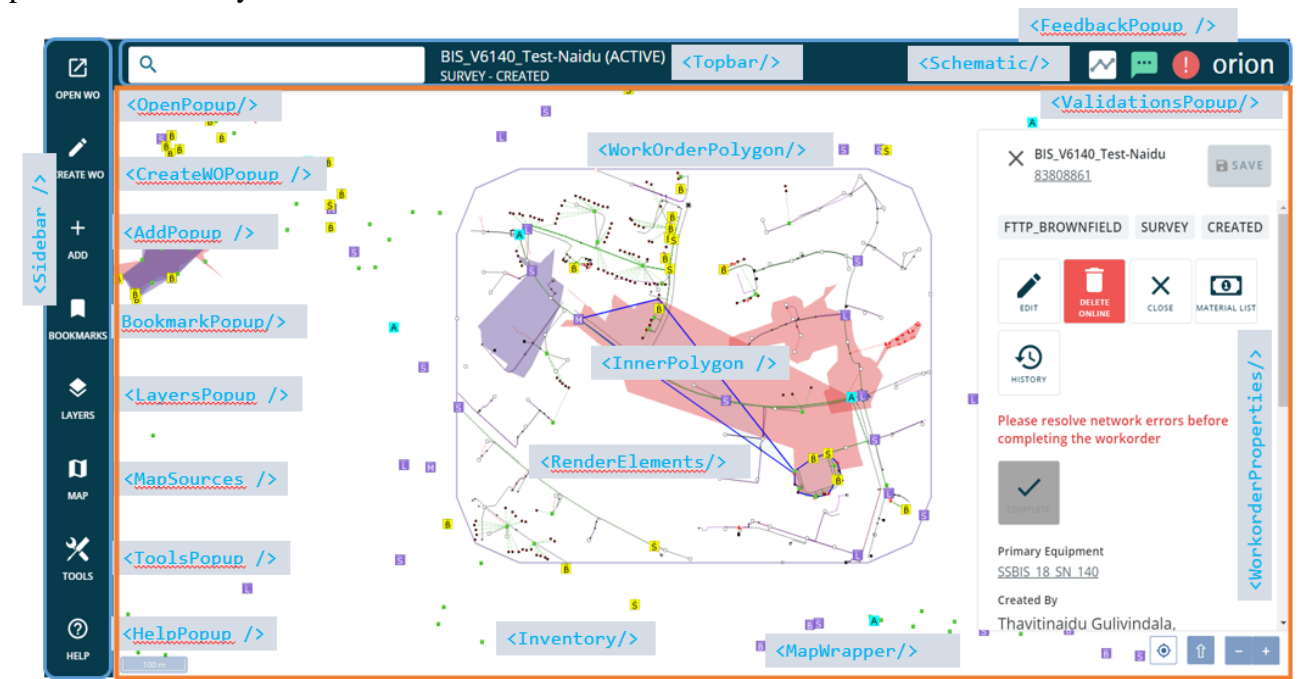 <FeedbackPopup />
OPEN WO
BIS_V6140_Test-Naidu (ACTIVE)
SURVEY - CREATED
<Topbar/>
<Schematic/>
orion
<OpenPopup/>
<ValidationsPopup/>
<WorkOrderPolygon/>
BIS_V6140_Test-Naidu
83808861
SAVE
<Sidebar />
CREATE WO
<CreateWOPopup />
ADD
<AddPopup />
FTTP_BROWNFIELD SURVEY CREATED
EDIT
DELETE
ONLINE
CLOSE
MATERIAL LIST
BOOKMARKS
BookmarkPopup/>
<InnerPolygon />
HISTORY
LAYERS
<LayersPopup />
Please resolve network errors before
completing the workorder
<WorkorderProperties/>
<RenderElements/>
MAP
<MapSources />
COMPLETE
TOOLS
<ToolsPopup />
Primary Equipment
SSBIS_18_SN_140
Created By
Thavitinaidu Gulivindala,
HELP
<HelpPopup />
<Inventory/>
<MapWrapper/>
100 m